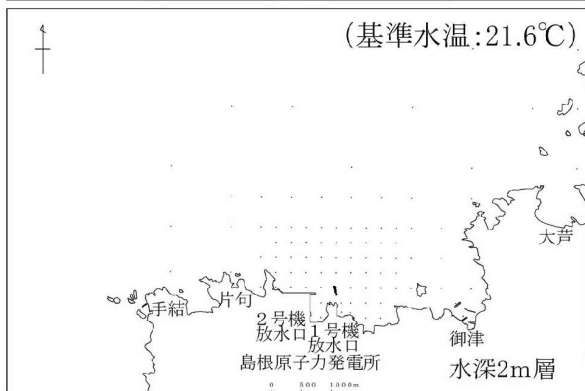 (基準水温:21.6℃)
大芦
手結
片句
2号機
放水口
1号機
放水口
御津
島根原子力発電所
水深2m層
0 500 1000m